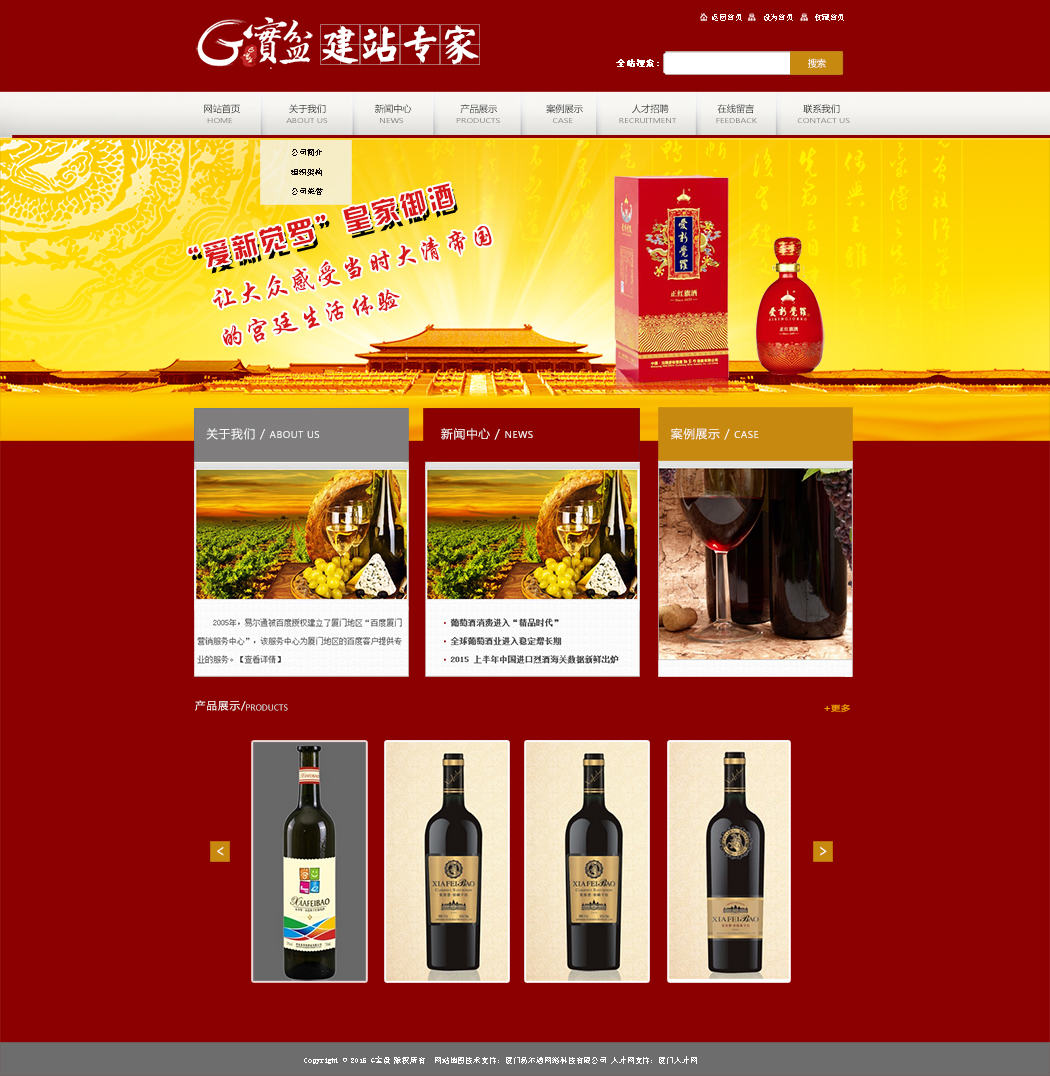 G寶盆 建站专家
返回首页 设为首页 收藏首页
全站搜索: 搜索
网站首页 关于我们 新闻中心 产品展示 案例展示 人才招聘 在线留言 联系我们
HOME ABOUT US NEWS PRODUCTS CASE RECRUITMENT FEEDBACK CONTACT US
公司简介
组织架构
公司荣誉
“爱新觉罗”皇家御酒
让大众感受当时大清帝国
的宫廷生活体验
爱新觉罗
正红旗酒
爱新觉罗
正红旗酒
关于我们 / ABOUT US
新闻中心 / NEWS
案例展示 / CASE
2005年，易尔通被百度授权建立了厦门地区“百度厦门
营销服务中心”，该服务中心为厦门地区的百度客户提供专
业的服务。【查看详情】
· 葡萄酒消费进入“精品时代”
· 全球葡萄酒业进入稳定增长期
· 2015 上半年中国进口烈酒海关数据新鲜出炉
产品展示/PRODUCTS
+更多
<
XIAFEIBAO
XIAFEIBAO
XIAFEIBAO
XIAFEIBAO
>
Copyright © 2015 G宝盆 版权所有 网站地图技术支持：厦门易尔通网络科技有限公司 人才网支持：厦门人才网